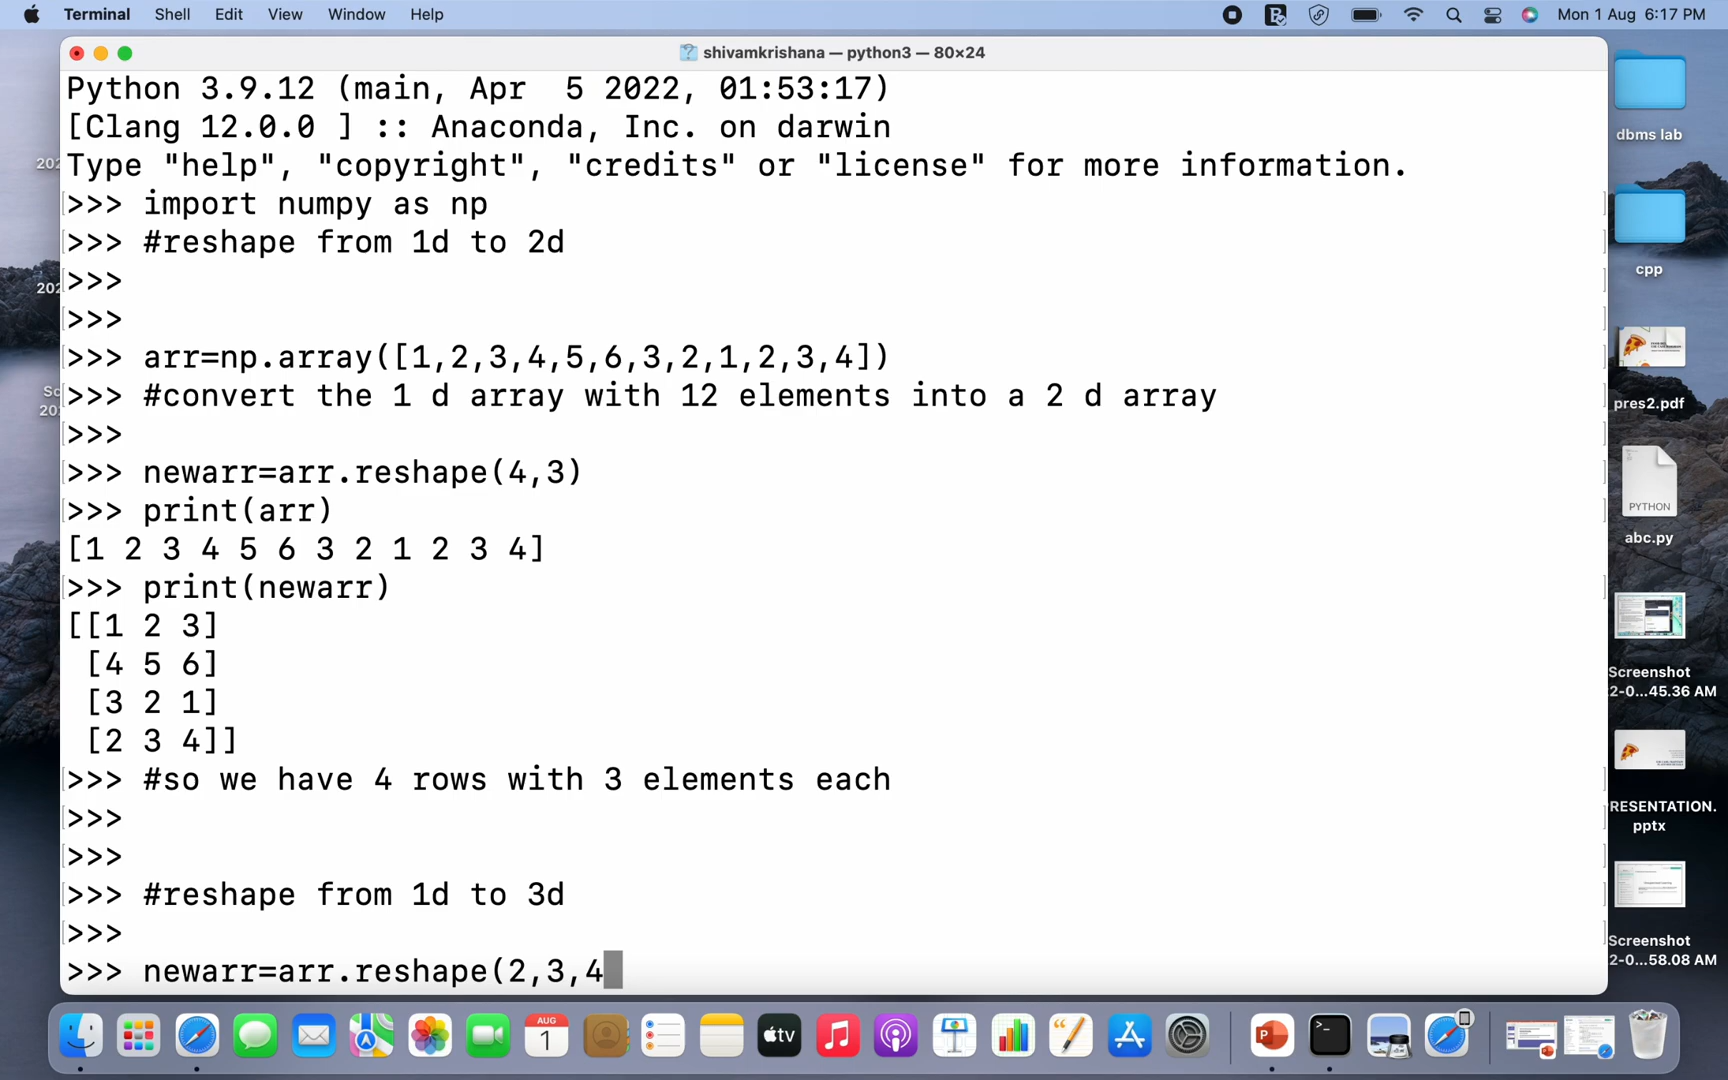 Terminal Shell Edit View Window Help Mon 1 Aug 6:17 PM
shivamkrishana — python3 — 80×24
Python 3.9.12 (main, Apr  5 2022, 01:53:17)
[Clang 12.0.0 ] :: Anaconda, Inc. on darwin
Type "help", "copyright", "credits" or "license" for more information.
>>> import numpy as np
>>> #reshape from 1d to 2d
>>>
>>>
>>> arr=np.array([1,2,3,4,5,6,3,2,1,2,3,4])
>>> #convert the 1 d array with 12 elements into a 2 d array
>>>
>>> newarr=arr.reshape(4,3)
>>> print(arr)
[1 2 3 4 5 6 3 2 1 2 3 4]
>>> print(newarr)
[[1 2 3]
 [4 5 6]
 [3 2 1]
 [2 3 4]]
>>> #so we have 4 rows with 3 elements each
>>>
>>>
>>> #reshape from 1d to 3d
>>>
>>> newarr=arr.reshape(2,3,4
dbms lab
cpp
pres2.pdf
PYTHON
abc.py
Screenshot
2-0...45.36 AM
RESENTATION.
pptx
Screenshot
2-0...58.08 AM
AUG
1
tv